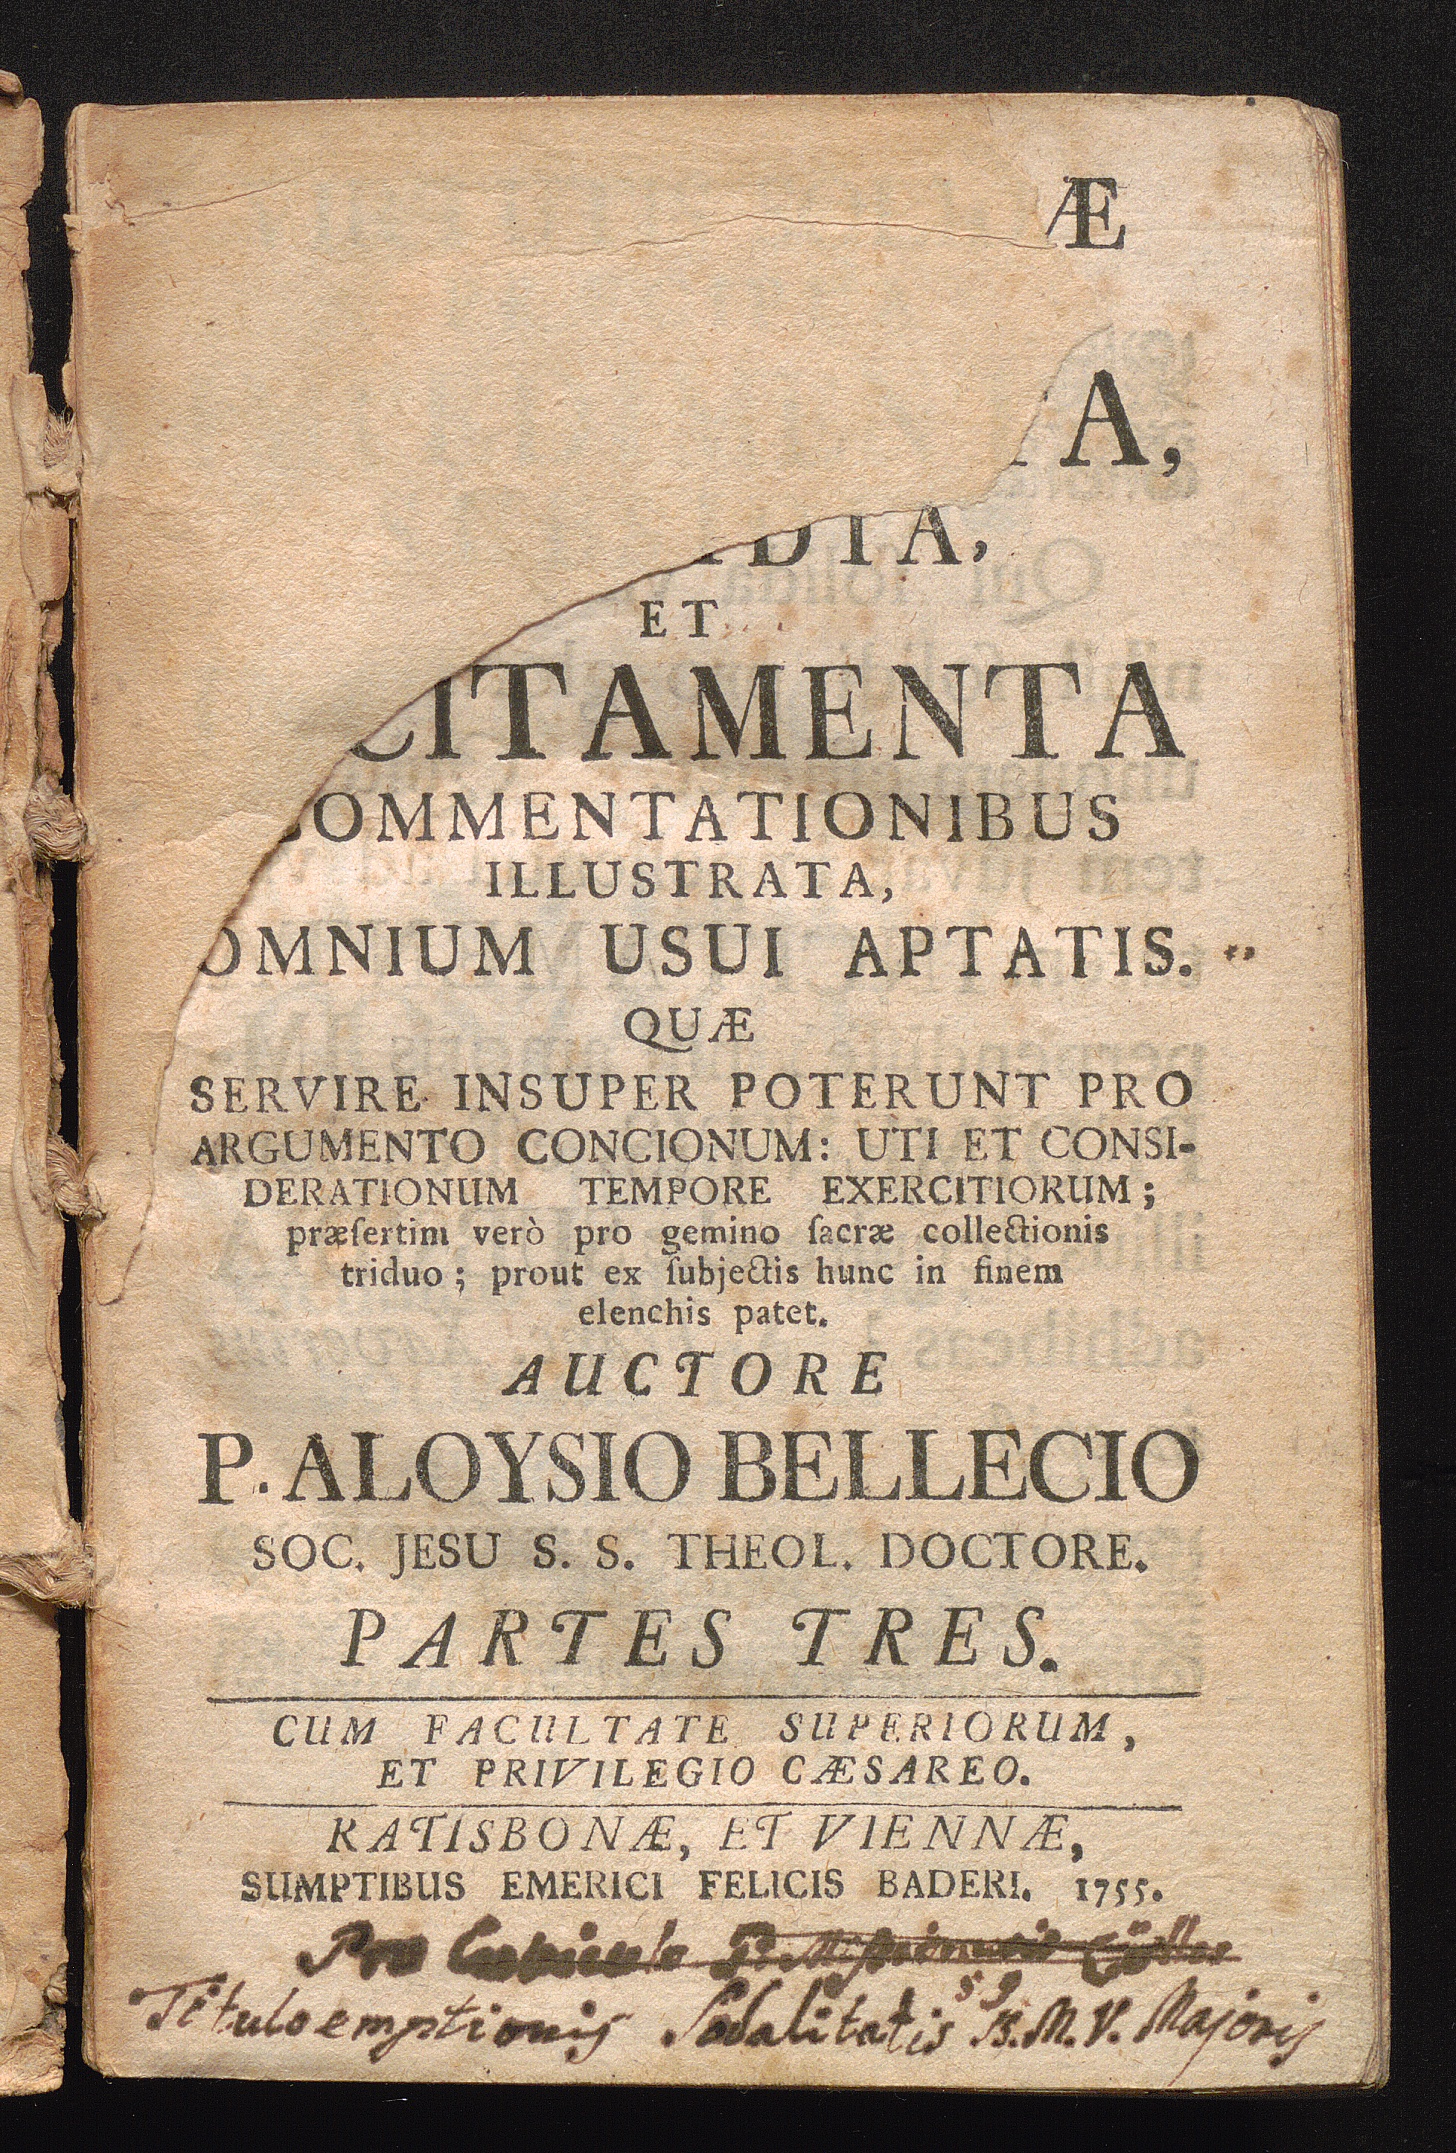 Æ
A,
DIA,
ET
CITAMENTA
COMMENTATIONIBUS
ILLUSTRATA,
OMNIUM USUI APTATIS.
QUÆ
SERVIRE INSUPER POTERUNT PRO
ARGUMENTO CONCIONUM: UTI ET CONSI-
DERATIONUM TEMPORE EXERCITIORUM;
præſertim verò pro gemino ſacræ collectionis
triduo; prout ex ſubjectis hunc in finem
elenchis patet.
AUCTORE
P. ALOYSIO BELLECIO
SOC. JESU S. S. THEOL. DOCTORE.
PARTES TRES.
CUM FACULTATE SUPERIORUM,
ET PRIVILEGIO CÆSAREO.
RATISBONÆ, ET VIENNÆ,
SUMPTIBUS EMERICI FELICIS BADERI. 1755.
Pro Cubiculo P.
59
Titulo emptionis Sodalitatis B.M.V. Majoris